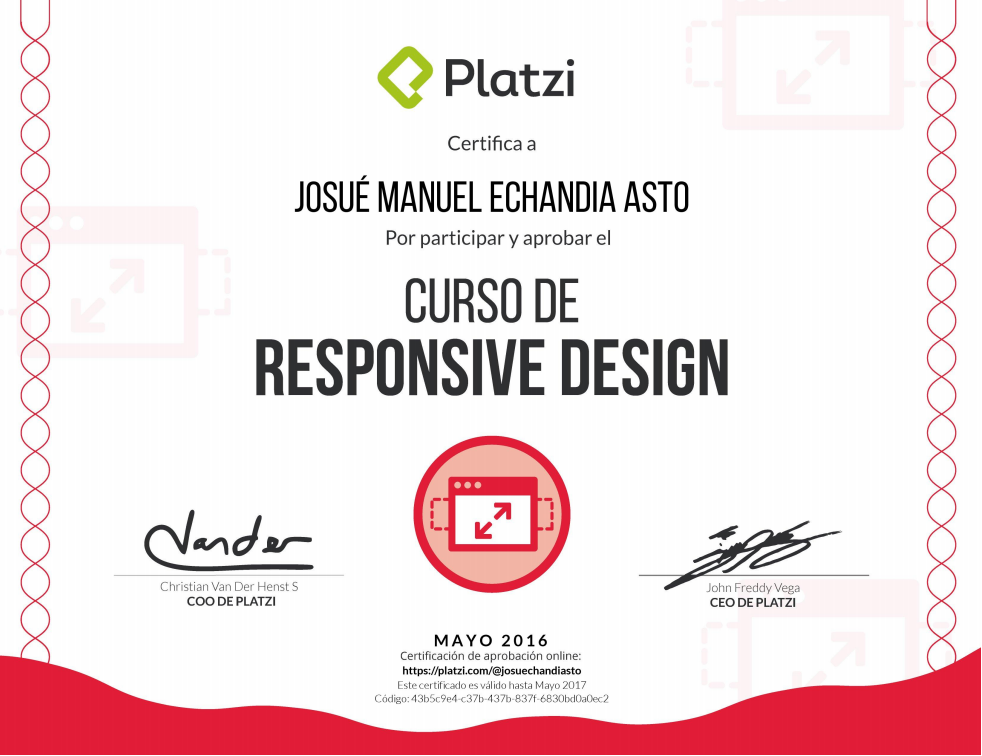 Platzi
Certifica a
JOSUÉ MANUEL ECHANDIA ASTO
Por participar y aprobar el
CURSO DE
RESPONSIVE DESIGN
Vander
Christian Van Der Henst S
COO DE PLATZI
John Freddy Vega
CEO DE PLATZI
MAYO 2016
Certificación de aprobación online:
https://platzi.com/@josuechandiasto
Este certificado es válido hasta Mayo 2017
Código: 43b5c9e4-c37b-437b-837f-6830bd0a0ec2